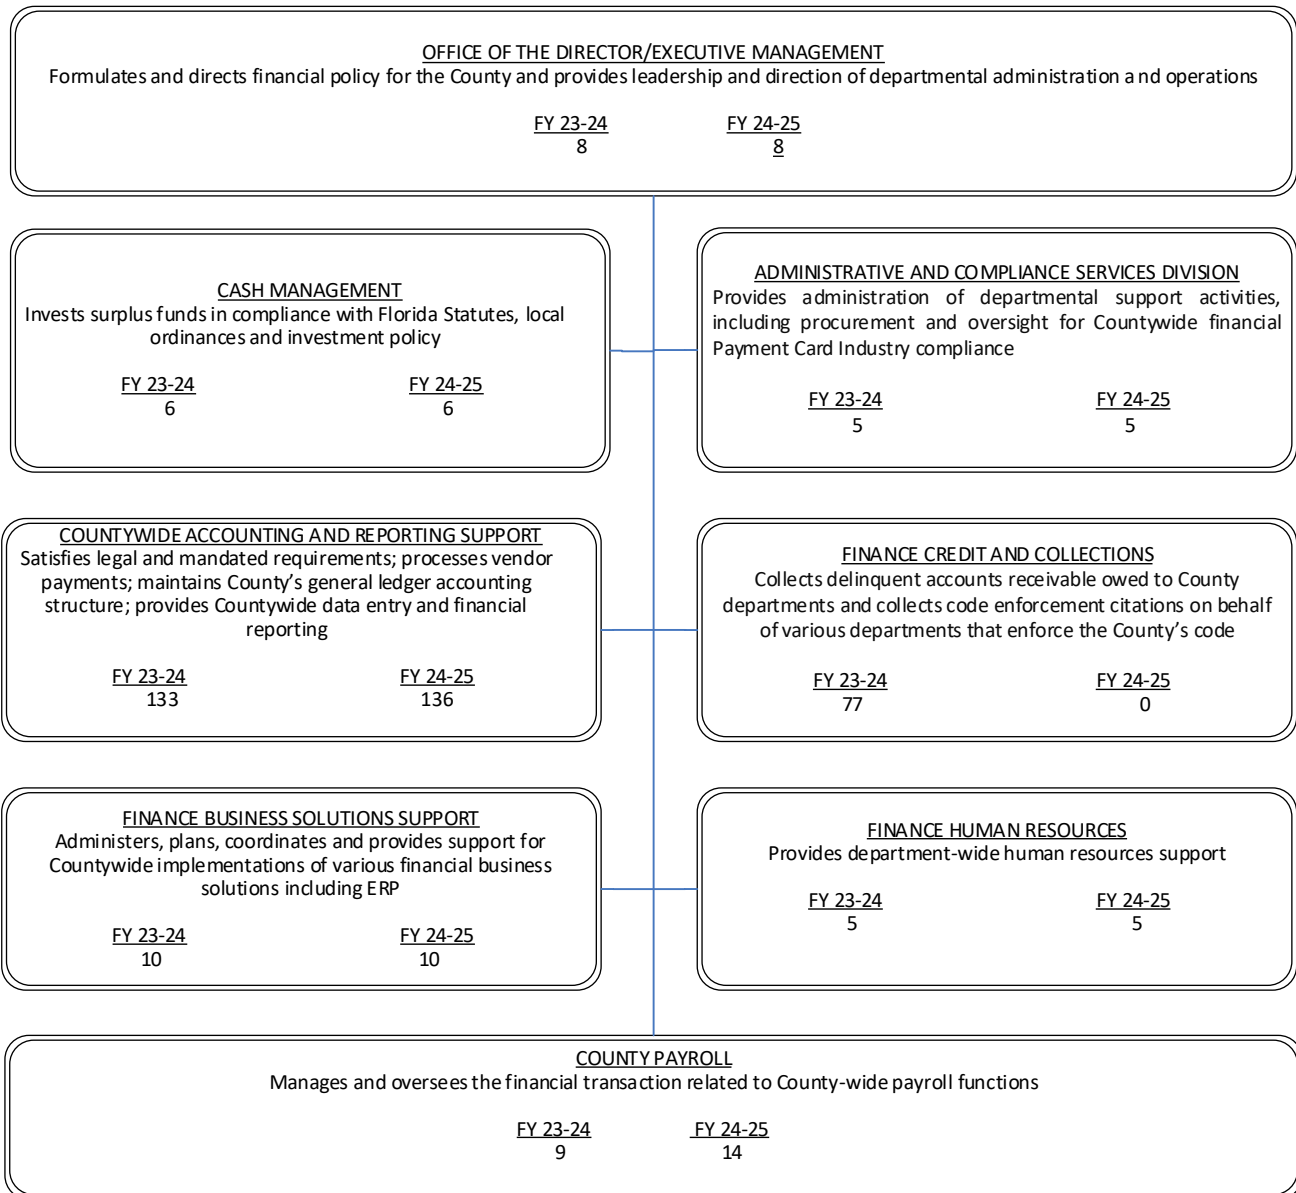 OFFICE OF THE DIRECTOR/EXECUTIVE MANAGEMENT
Formulates and directs financial policy for the County and provides leadership and direction of departmental administration and operations
FY 23-24 FY 24-25
8 8
CASH MANAGEMENT
Invests surplus funds in compliance with Florida Statutes, local
ordinances and investment policy
FY 23-24 FY 24-25
6 6
ADMINISTRATIVE AND COMPLIANCE SERVICES DIVISION
Provides administration of departmental support activities,
including procurement and oversight for Countywide financial
Payment Card Industry compliance
FY 23-24 FY 24-25
5 5
COUNTYWIDE ACCOUNTING AND REPORTING SUPPORT
Satisfies legal and mandated requirements; processes vendor
payments; maintains County’s general ledger accounting
structure; provides Countywide data entry and financial
reporting
FY 23-24 FY 24-25
133 136
FINANCE CREDIT AND COLLECTIONS
Collects delinquent accounts receivable owed to County
departments and collects code enforcement citations on behalf
of various departments that enforce the County’s code
FY 23-24 FY 24-25
77 0
FINANCE BUSINESS SOLUTIONS SUPPORT
Administers, plans, coordinates and provides support for
Countywide implementations of various financial business
solutions including ERP
FY 23-24 FY 24-25
10 10
FINANCE HUMAN RESOURCES
Provides department-wide human resources support
FY 23-24 FY 24-25
5 5
COUNTY PAYROLL
Manages and oversees the financial transaction related to County-wide payroll functions
FY 23-24 FY 24-25
9 14